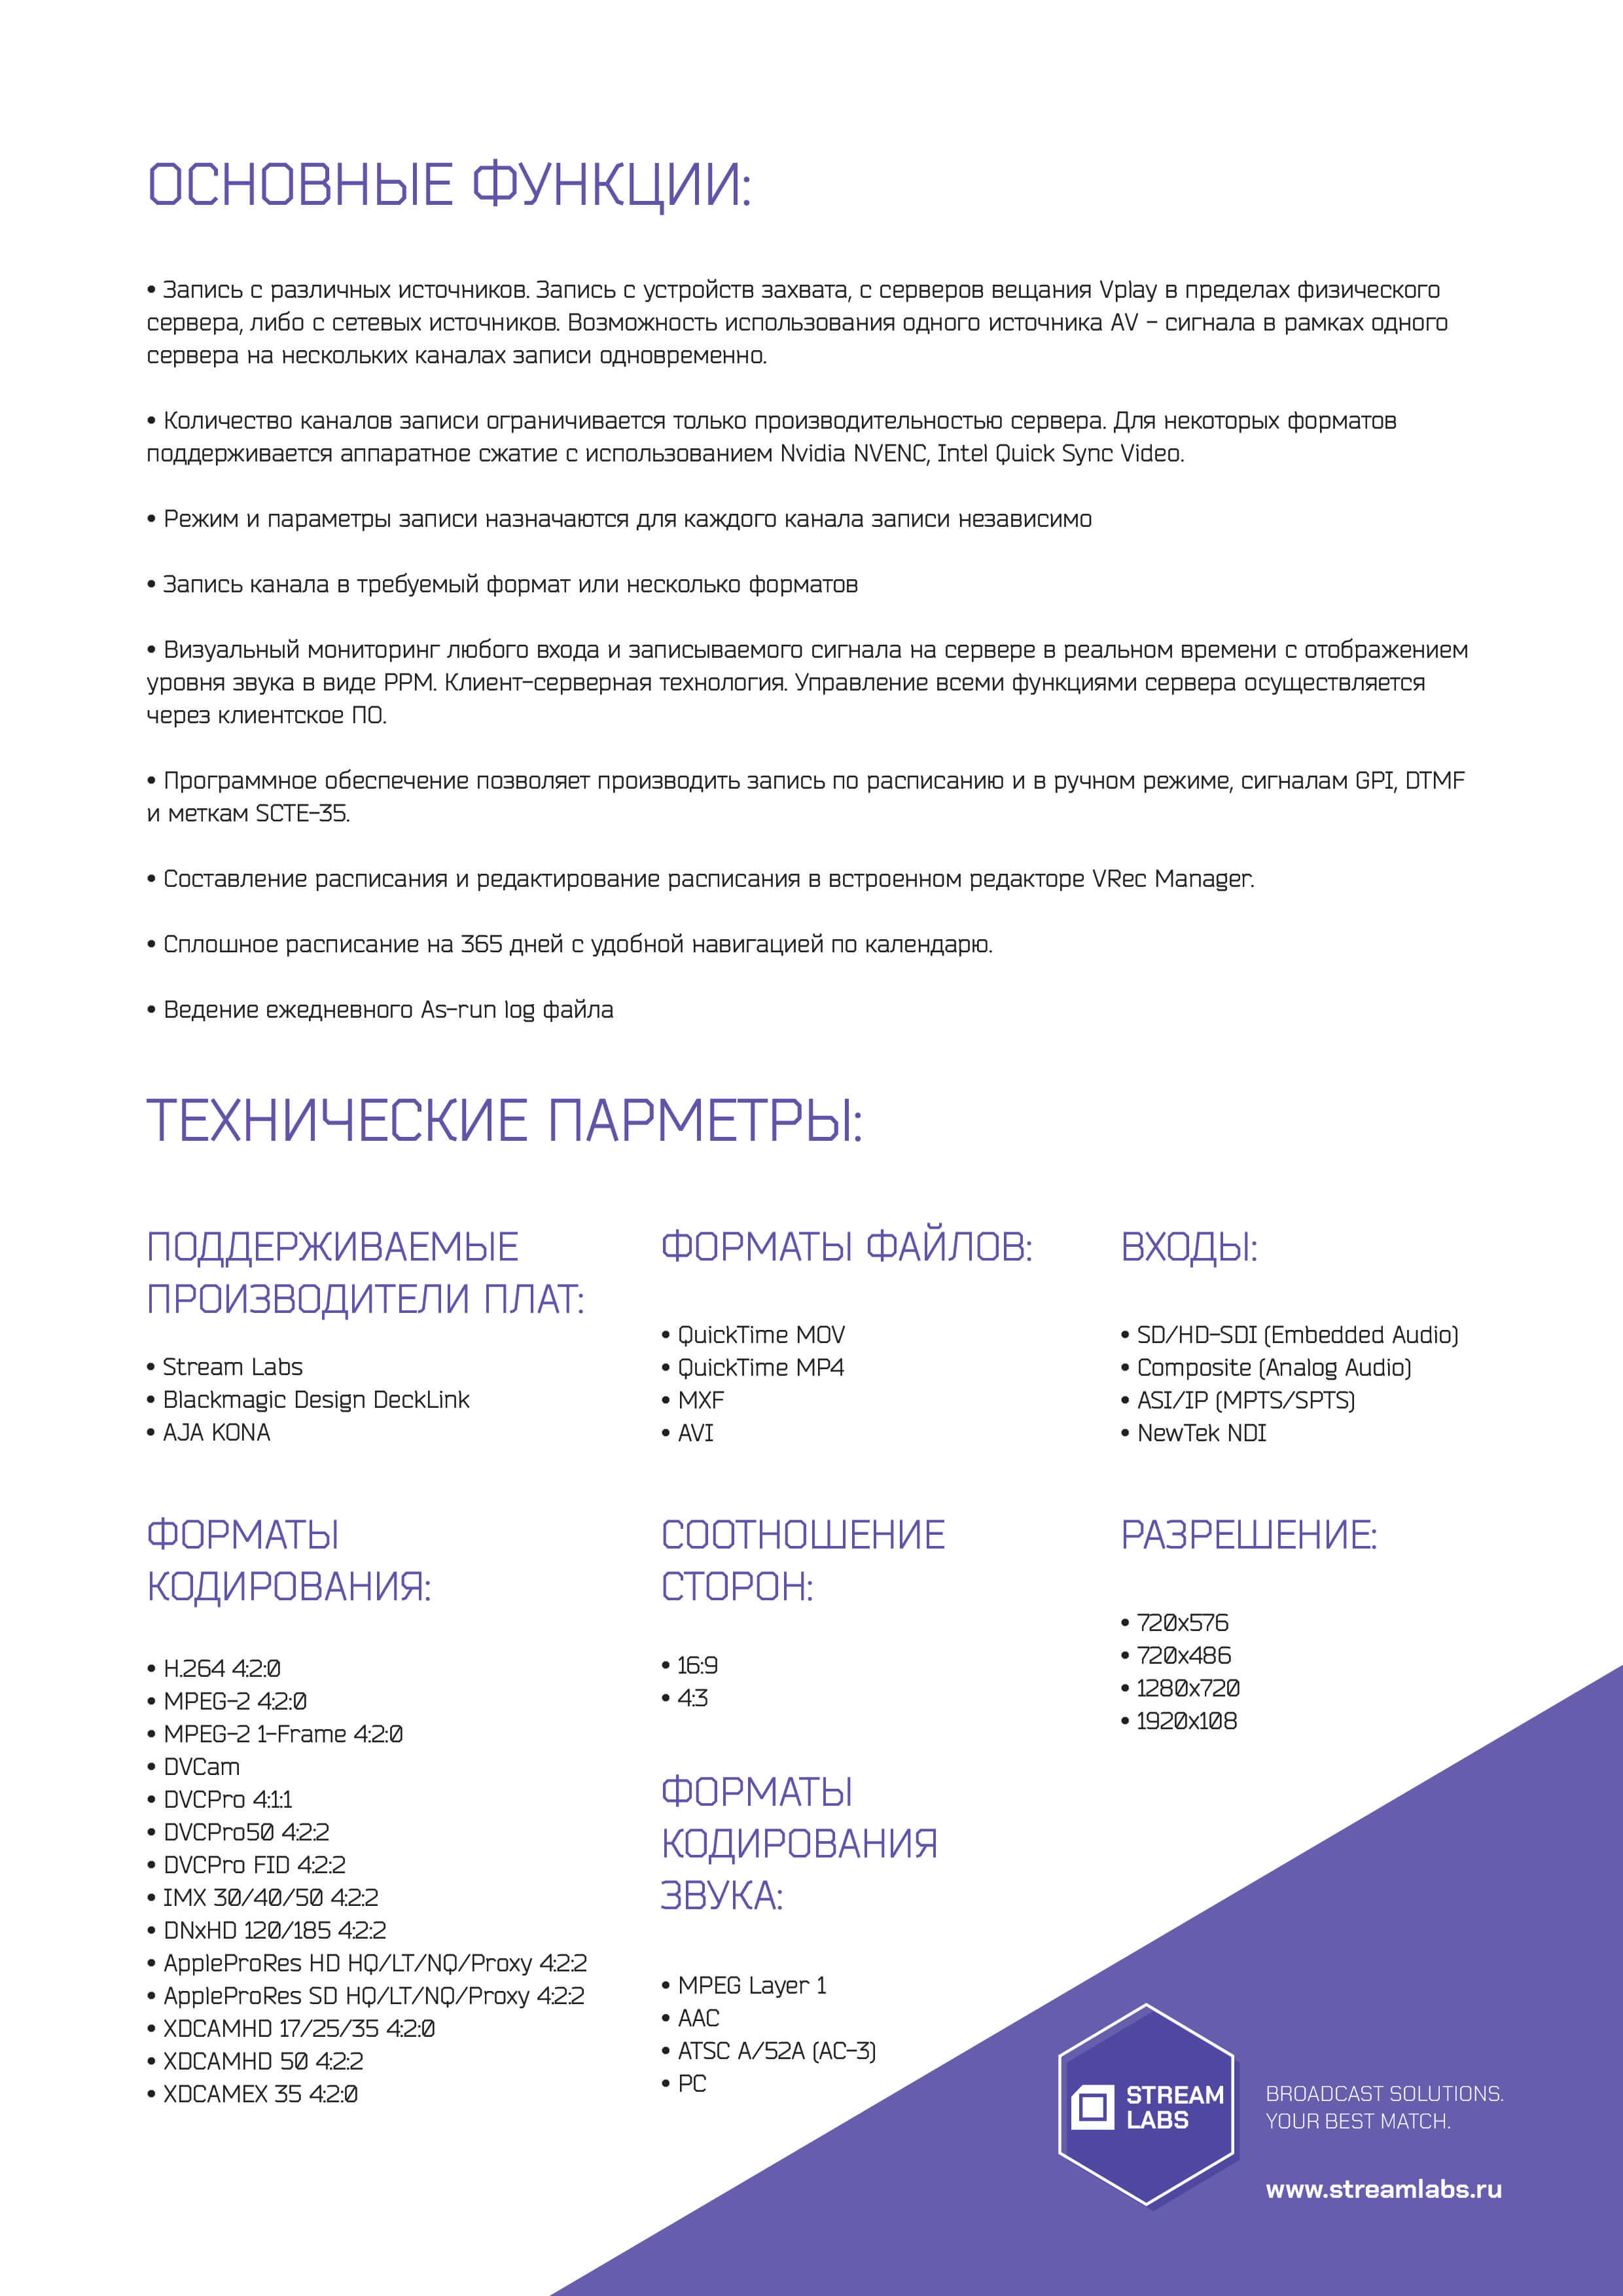 ОСНОВНЫЕ ФУНКЦИИ:
• Запись с различных источников. Запись с устройств захвата, с серверов вещания Vplay в пределах физического
сервера, либо с сетевых источников. Возможность использования одного источника AV - сигнала в рамках одного
сервера на нескольких каналах записи одновременно.
• Количество каналов записи ограничивается только производительностью сервера. Для некоторых форматов
поддерживается аппаратное сжатие с использованием Nvidia NVENC, Intel Quick Sync Video.
• Режим и параметры записи назначаются для каждого канала записи независимо
• Запись канала в требуемый формат или несколько форматов
• Визуальный мониторинг любого входа и записываемого сигнала на сервере в реальном времени с отображением
уровня звука в виде PPM. Клиент-серверная технология. Управление всеми функциями сервера осуществляется
через клиентское ПО.
• Программное обеспечение позволяет производить запись по расписанию и в ручном режиме, сигналам GPI, DTMF
и меткам SCTE-35.
• Составление расписания и редактирование расписания в встроенном редакторе VRec Manager.
• Сплошное расписание на 365 дней с удобной навигацией по календарю.
• Ведение ежедневного As-run log файла
ТЕХНИЧЕСКИЕ ПАРМЕТРЫ:
ПОДДЕРЖИВАЕМЫЕ
ПРОИЗВОДИТЕЛИ ПЛАТ:
• Stream Labs
• Blackmagic Design DeckLink
• AJA KONA
ФОРМАТЫ ФАЙЛОВ:
• QuickTime MOV
• QuickTime MP4
• MXF
• AVI
ВХОДЫ:
• SD/HD-SDI (Embedded Audio)
• Composite (Analog Audio)
• ASI/IP (MPTS/SPTS)
• NewTek NDI
ФОРМАТЫ
КОДИРОВАНИЯ:
• H.264 4:2:0
• MPEG-2 4:2:0
• MPEG-2 1-Frame 4:2:0
• DVCam
• DVCPro 4:1:1
• DVCPro50 4:2:2
• DVCPro FID 4:2:2
• IMX 30/40/50 4:2:2
• DNxHD 120/185 4:2:2
• AppleProRes HD HQ/LT/NQ/Proxy 4:2:2
• AppleProRes SD HQ/LT/NQ/Proxy 4:2:2
• XDCAMHD 17/25/35 4:2:0
• XDCAMHD 50 4:2:2
• XDCAMEX 35 4:2:0
СООТНОШЕНИЕ
СТОРОН:
• 16:9
• 4:3
ФОРМАТЫ
КОДИРОВАНИЯ
ЗВУКА:
• MPEG Layer 1
• AAC
• ATSC A/52A (AC-3)
• PC
РАЗРЕШЕНИЕ:
• 720x576
• 720x486
• 1280x720
• 1920x108
STREAM
LABS
BROADCAST SOLUTIONS.
YOUR BEST MATCH.
www.streamlabs.ru